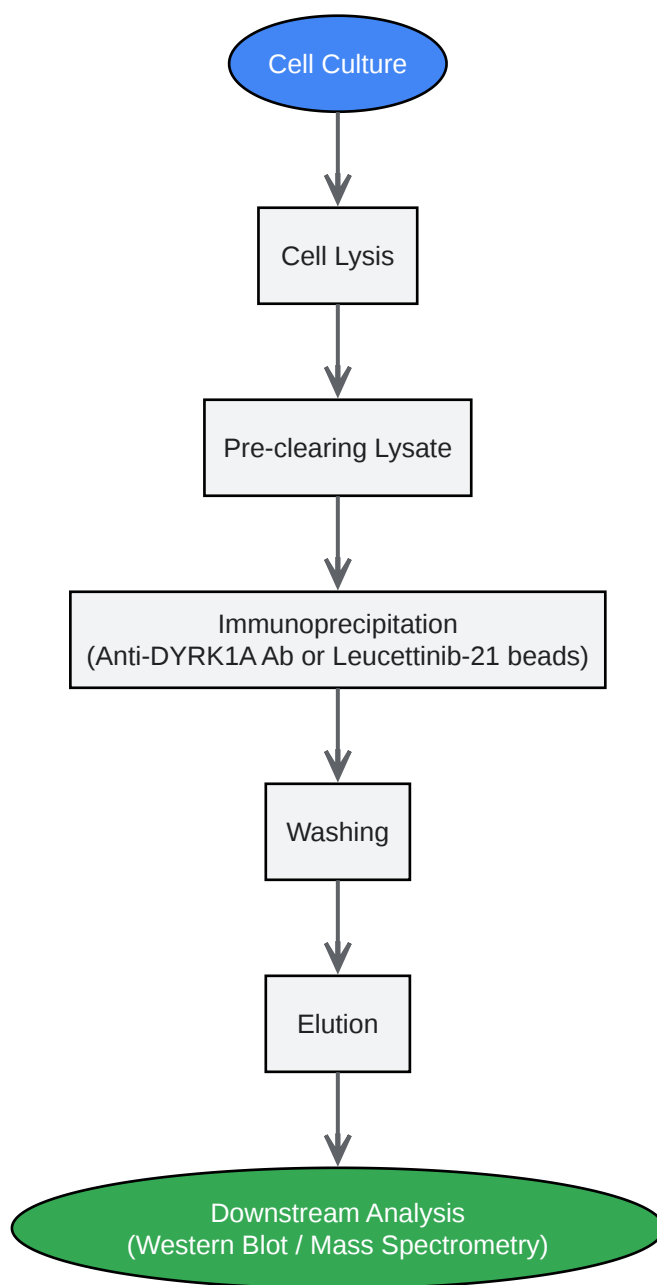 Cell Culture
Cell Lysis
Pre-clearing Lysate
Immunoprecipitation
(Anti-DYRK1A Ab or Leucettinib-21 beads)
Washing
Elution
Downstream Analysis
(Western Blot / Mass Spectrometry)